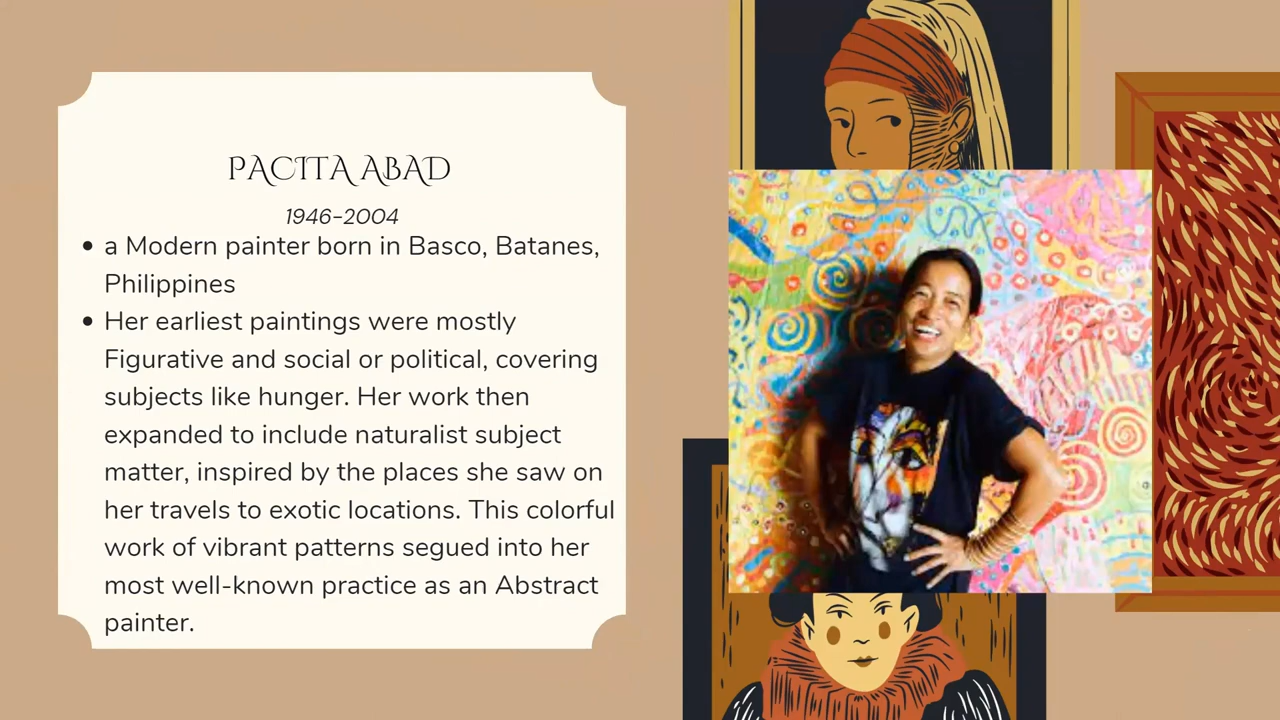 PACITA ABAD
1946-2004
• a Modern painter born in Basco, Batanes,
Philippines
• Her earliest paintings were mostly
Figurative and social or political, covering
subjects like hunger. Her work then
expanded to include naturalist subject
matter, inspired by the places she saw on
her travels to exotic locations. This colorful
work of vibrant patterns segued into her
most well-known practice as an Abstract
painter.